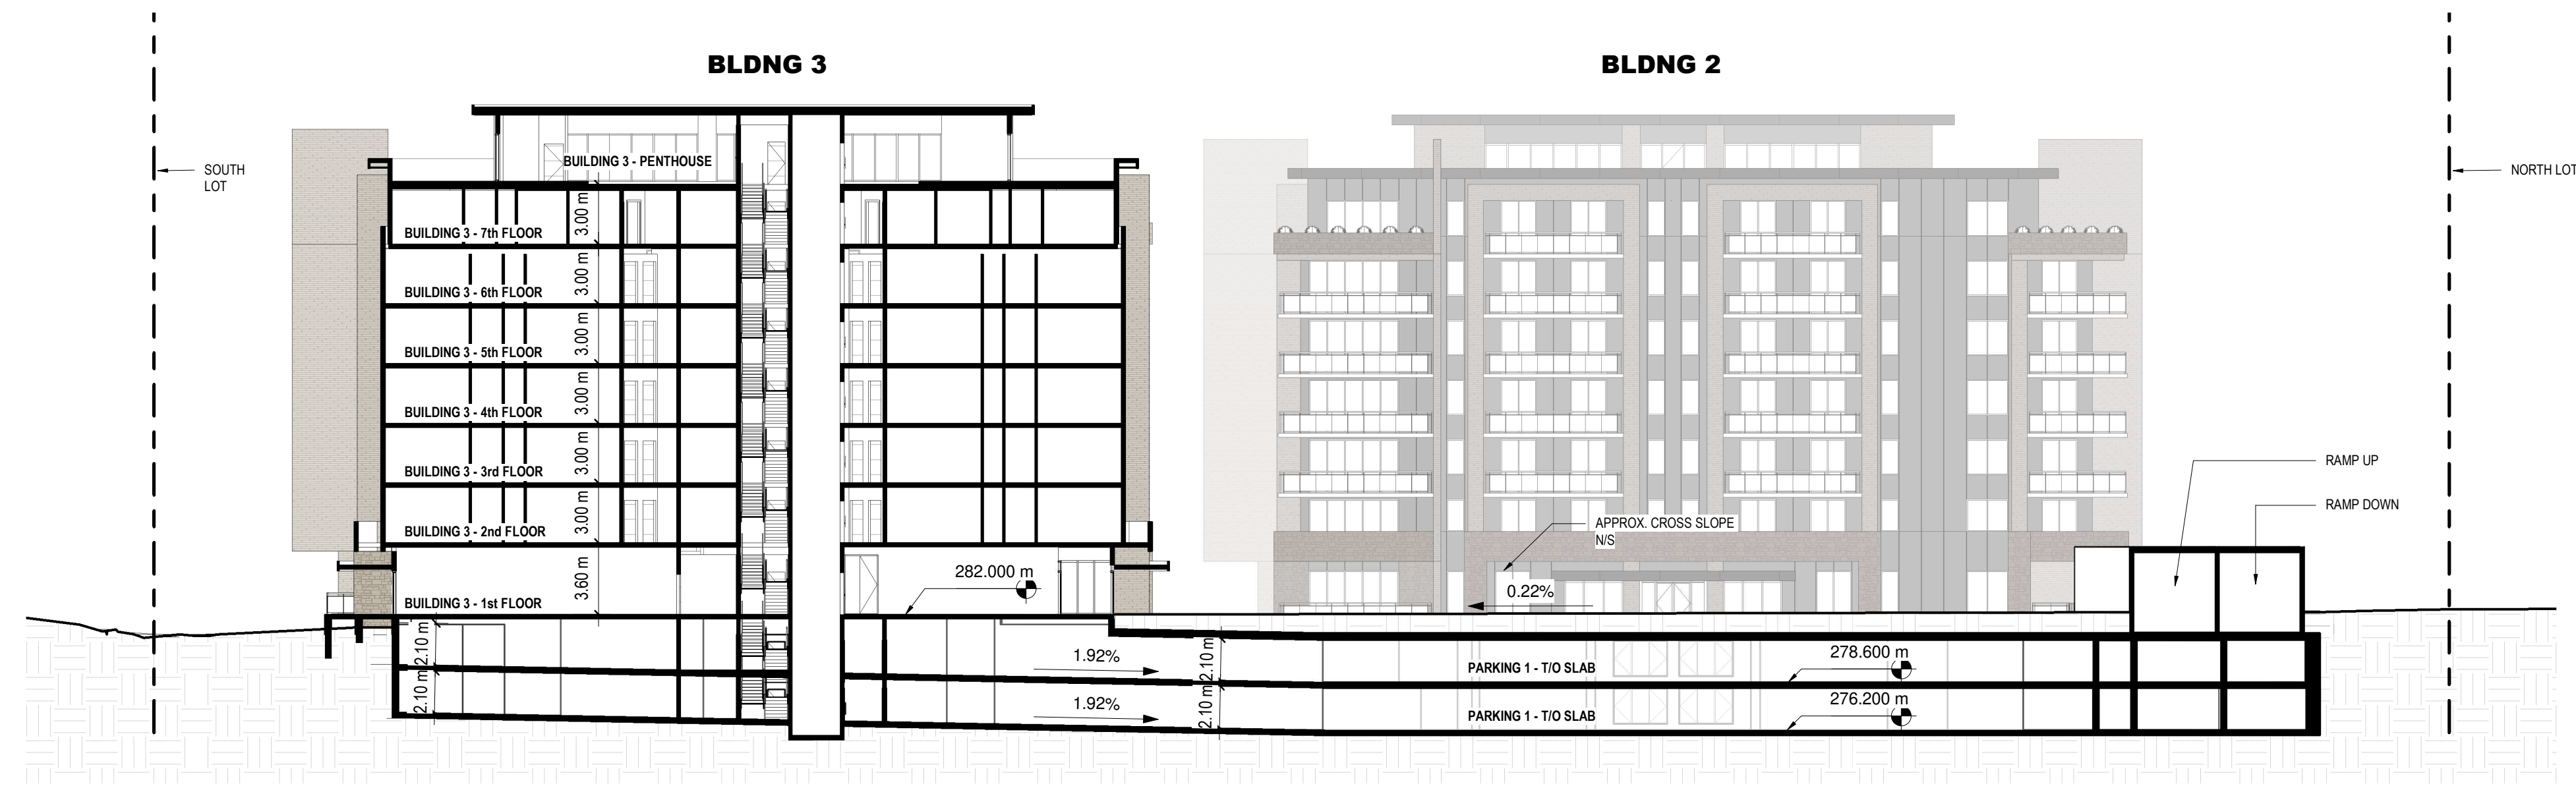 BLDNG 3
BLDNG 2
SOUTH
LOT
NORTH LOT
BUILDING 3 - PENTHOUSE
3.00 m
BUILDING 3 - 7th FLOOR
3.00 m
BUILDING 3 - 6th FLOOR
3.00 m
BUILDING 3 - 5th FLOOR
3.00 m
BUILDING 3 - 4th FLOOR
3.00 m
BUILDING 3 - 3rd FLOOR
3.00 m
BUILDING 3 - 2nd FLOOR
3.60 m
BUILDING 3 - 1st FLOOR
282.000 m
APPROX. CROSS SLOPE
N/S
0.22%
RAMP UP
RAMP DOWN
2.10 m
2.10 m
1.92%
1.92%
2.10 m
2.10 m
PARKING 1 - T/O SLAB
278.600 m
PARKING 1 - T/O SLAB
276.200 m